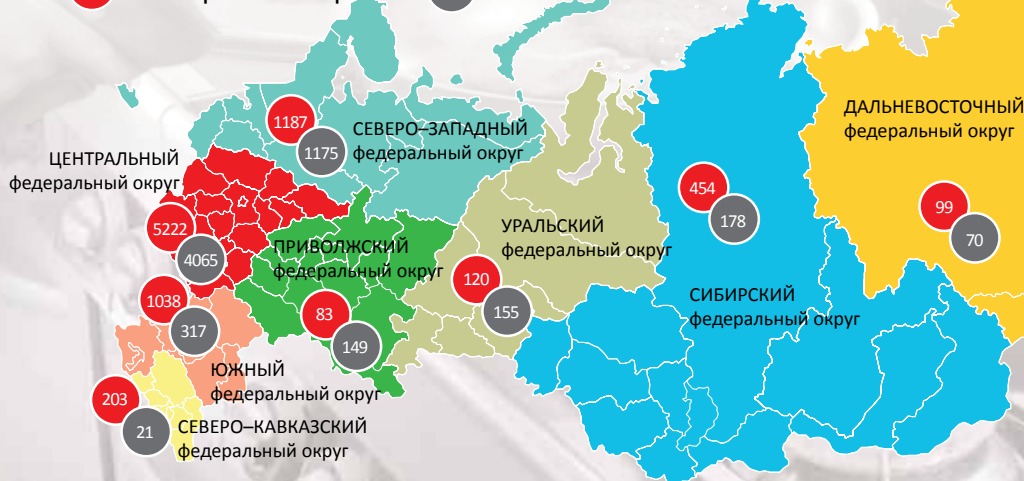 1187
1175
СЕВЕРО–ЗАПАДНЫЙ
федеральный округ
ЦЕНТРАЛЬНЫЙ
федеральный округ
5222
4065
ПРИВОЛЖСКИЙ
федеральный округ
83
149
УРАЛЬСКИЙ
федеральный округ
120
155
454
178
СИБИРСКИЙ
федеральный округ
ДАЛЬНЕВОСТОЧНЫЙ
федеральный округ
99
70
1038
317
ЮЖНЫЙ
федеральный округ
203
21
СЕВЕРО–КАВКАЗСКИЙ
федеральный округ